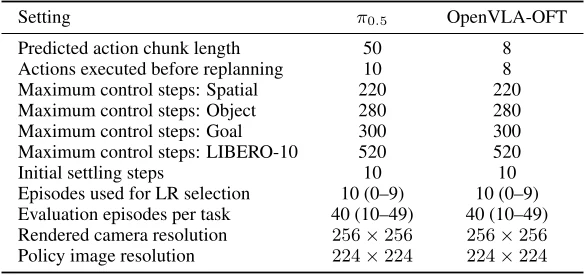 Setting π0.5 OpenVLA-OFT
Predicted action chunk length 50 8
Actions executed before replanning 10 8
Maximum control steps: Spatial 220 220
Maximum control steps: Object 280 280
Maximum control steps: Goal 300 300
Maximum control steps: LIBERO-10 520 520
Initial settling steps 10 10
Episodes used for LR selection 10 (0–9) 10 (0–9)
Evaluation episodes per task 40 (10–49) 40 (10–49)
Rendered camera resolution 256 × 256 256 × 256
Policy image resolution 224 × 224 224 × 224